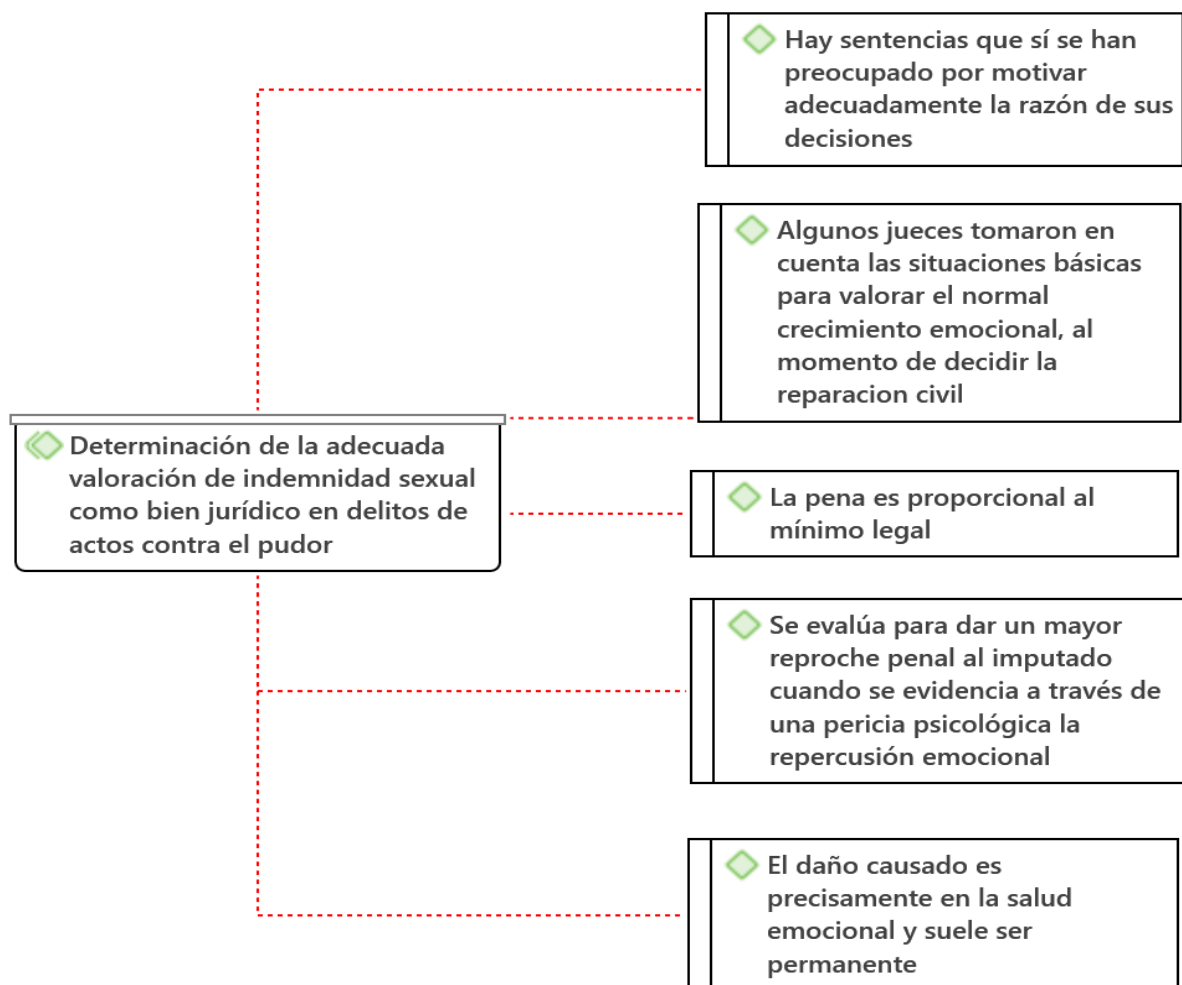 Hay sentencias que sí se han
preocupado por motivar
adecuadamente la razón de sus
decisiones
Algunos jueces tomaron en
cuenta las situaciones básicas
para valorar el normal
crecimiento emocional, al
momento de decidir la
reparacion civil
Determinación de la adecuada
valoración de indemnidad sexual
como bien jurídico en delitos de
actos contra el pudor
La pena es proporcional al
mínimo legal
Se evalúa para dar un mayor
reproche penal al imputado
cuando se evidencia a través de
una pericia psicológica la
repercusión emocional
El daño causado es
precisamente en la salud
emocional y suele ser
permanente